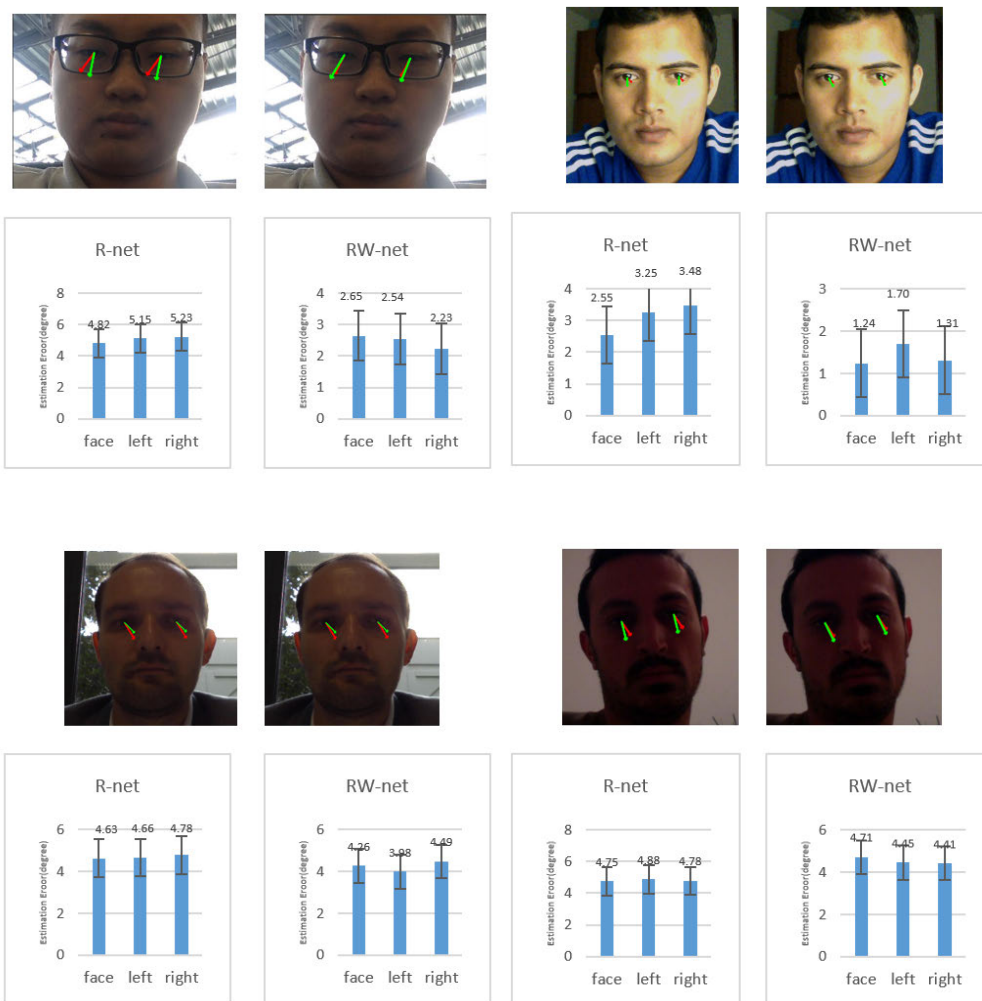 R-net
Estimation Eroor(degree)
8
6
4
2
0
4.82
5.15
5.23
face left right
RW-net
Estimation Eroor(degree)
4
3
2
1
0
2.65
2.54
2.23
face left right
R-net
Estimation Eroor(degree)
4
3
2
1
0
2.55
3.25
3.48
face left right
RW-net
Estimation Eroor(degree)
3
2
1
0
1.24
1.70
1.31
face left right
R-net
Estimation Eroor(degree)
6
4
2
0
4.63
4.66
4.78
face left right
RW-net
Estimation Eroor(degree)
6
4
2
0
4.26
3.98
4.49
face left right
R-net
Estimation Eroor(degree)
8
6
4
2
0
4.75
4.88
4.78
face left right
RW-net
Estimation Eroor(degree)
6
4
2
0
4.71
4.45
4.41
face left right